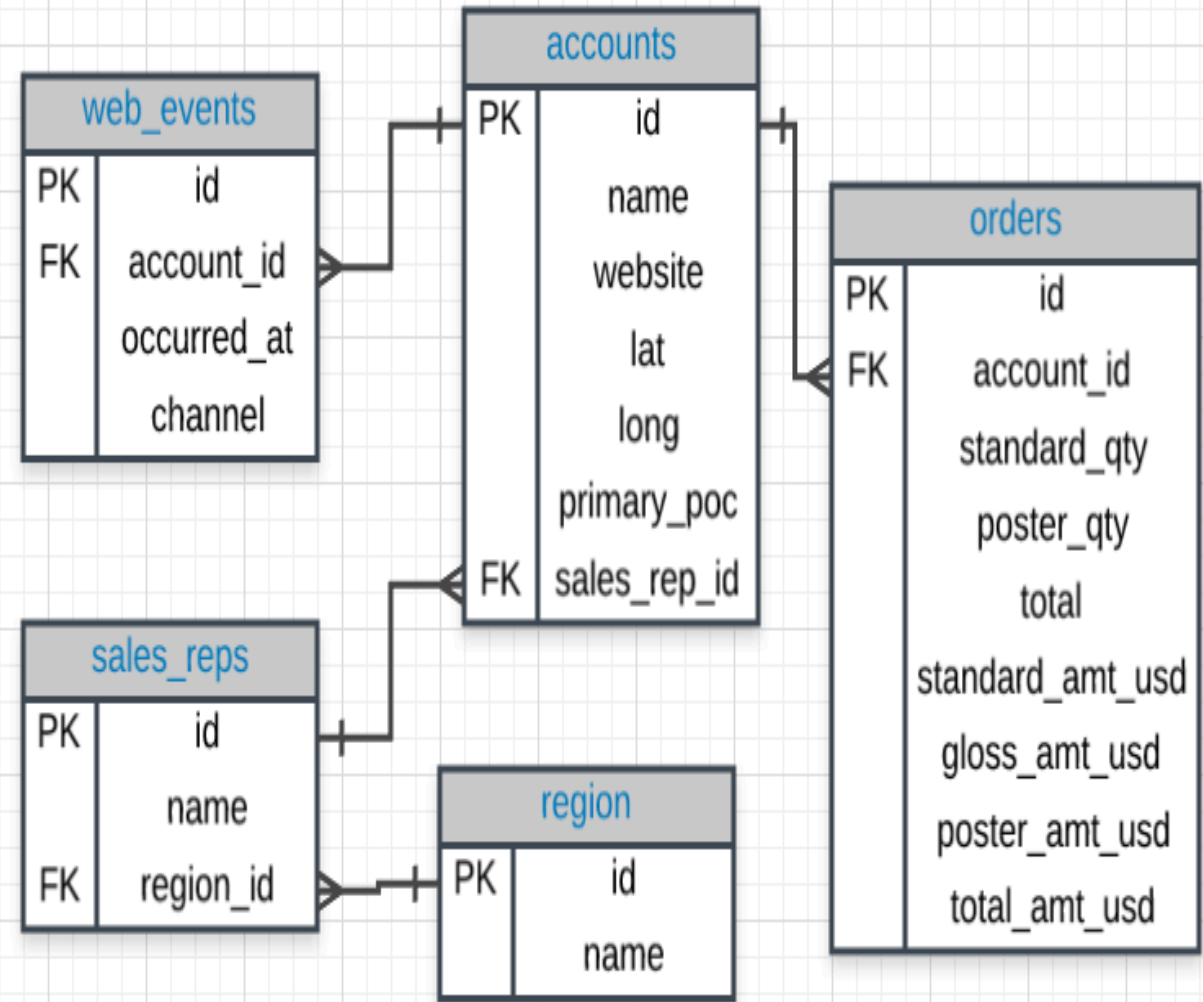 web_events
PK id
FK account_id
occurred_at
channel
accounts
PK id
name
website
lat
long
primary_poc
FK sales_rep_id
orders
PK id
FK account_id
standard_qty
poster_qty
total
standard_amt_usd
gloss_amt_usd
poster_amt_usd
total_amt_usd
sales_reps
PK id
name
FK region_id
region
PK id
name